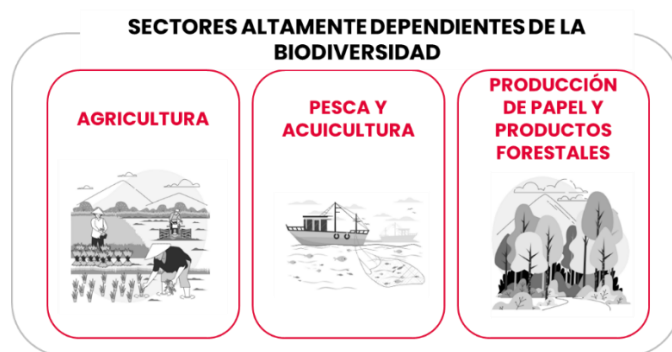 SECTORES ALTAMENTE DEPENDIENTES DE LA
BIODIVERSIDAD
AGRICULTURA
PESCA Y
ACUICULTURA
PRODUCCIÓN
DE PAPEL Y
PRODUCTOS
FORESTALES